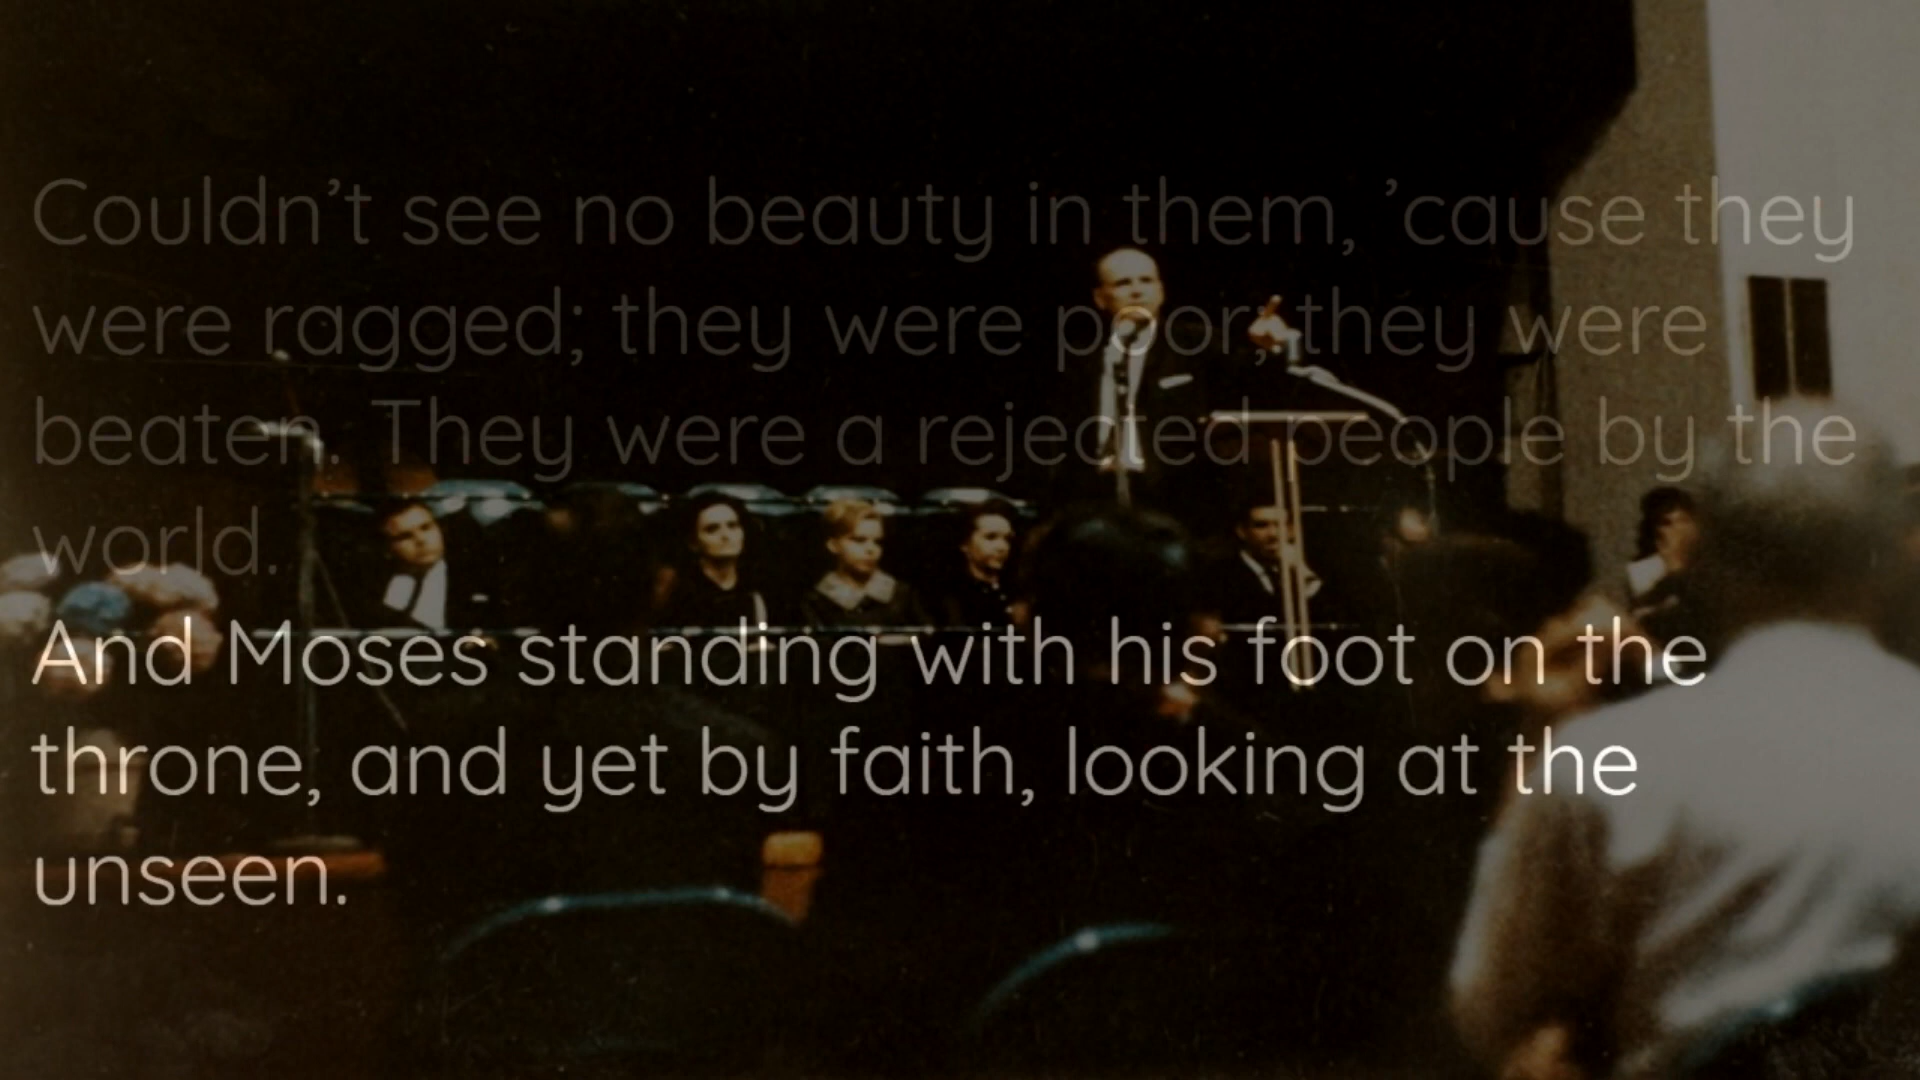 Couldn’t see no beauty in them, ’cause they
were ragged; they were poor; they were
beaten. They were a rejected people by the
world.
And Moses standing with his foot on the
throne, and yet by faith, looking at the
unseen.